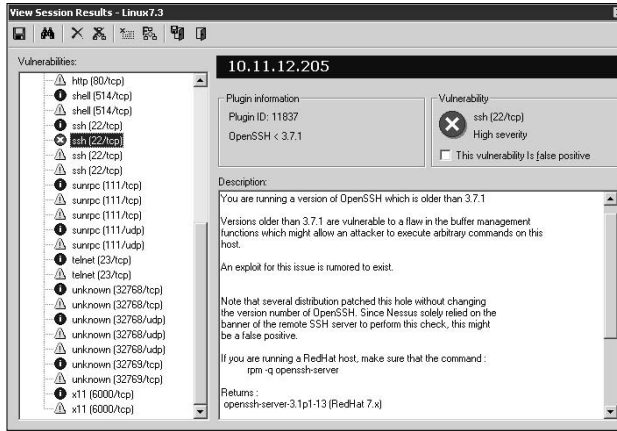 View Session Results - Linux7.3
Vulnerabilities:
http (80/tcp)
shell (514/tcp)
shell (514/tcp)
ssh (22/tcp)
ssh (22/tcp)
ssh (22/tcp)
ssh (22/tcp)
sunrpc (111/tcp)
sunrpc (111/tcp)
sunrpc (111/tcp)
sunrpc (111/udp)
sunrpc (111/udp)
telnet (23/tcp)
telnet (23/tcp)
unknown (32768/tcp)
unknown (32768/tcp)
unknown (32768/udp)
unknown (32768/udp)
unknown (32768/udp)
unknown (32769/tcp)
unknown (32769/tcp)
x11 (6000/tcp)
x11 (6000/tcp)
10.11.12.205
Plugin information
Plugin ID: 11837
OpenSSH < 3.7.1
Vulnerability
ssh (22/tcp)
High severity
This vulnerability Is false positive
Description:
You are running a version of OpenSSH which is older than 3.7.1
Versions older than 3.7.1 are vulnerable to a flaw in the buffer management
functions which might allow an attacker to execute arbitrary commands on this
host.
An exploit for this issue is rumored to exist.
Note that several distribution patched this hole without changing
the version number of OpenSSH. Since Nessus solely relied on the
banner of the remote SSH server to perform this check, this might
be a false positive.
If you are running a RedHat host, make sure that the command :
rpm -q openssh-server
Returns :
openssh-server-3.1p1-13 (RedHat 7.x)